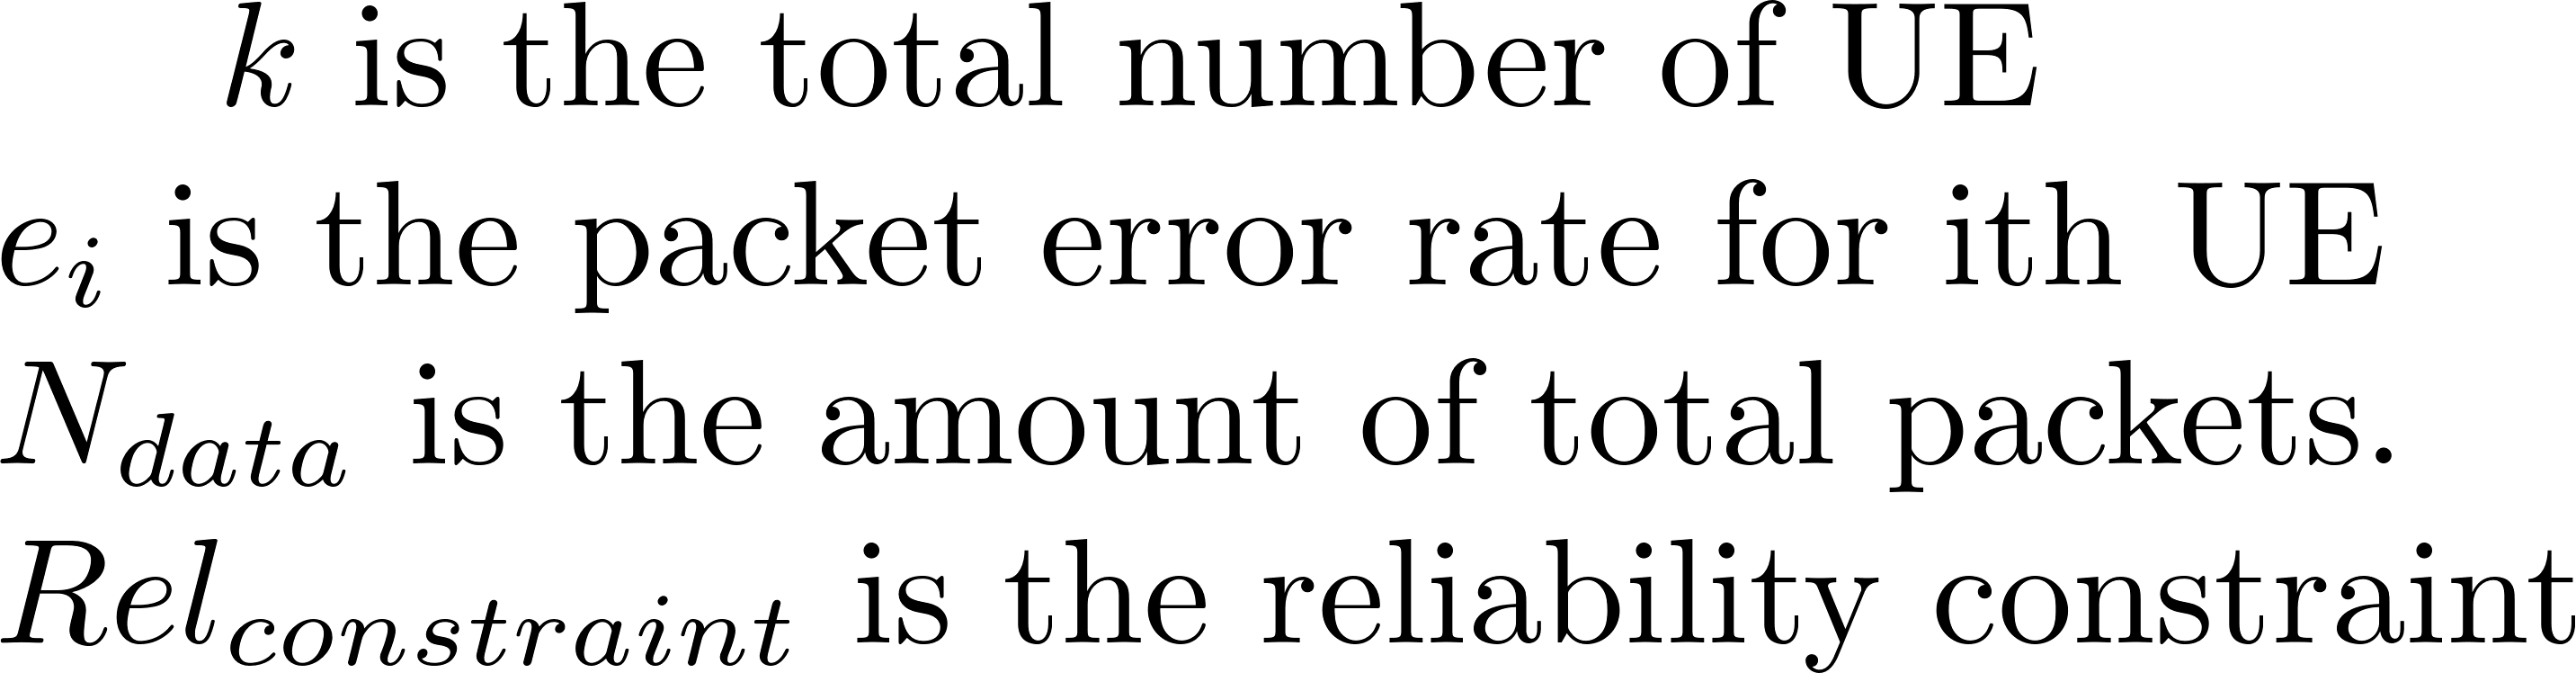 k is the total number of UE
e_i is the packet error rate for ith UE
N_data is the amount of total packets.
Rel_constraint is the reliability constraint